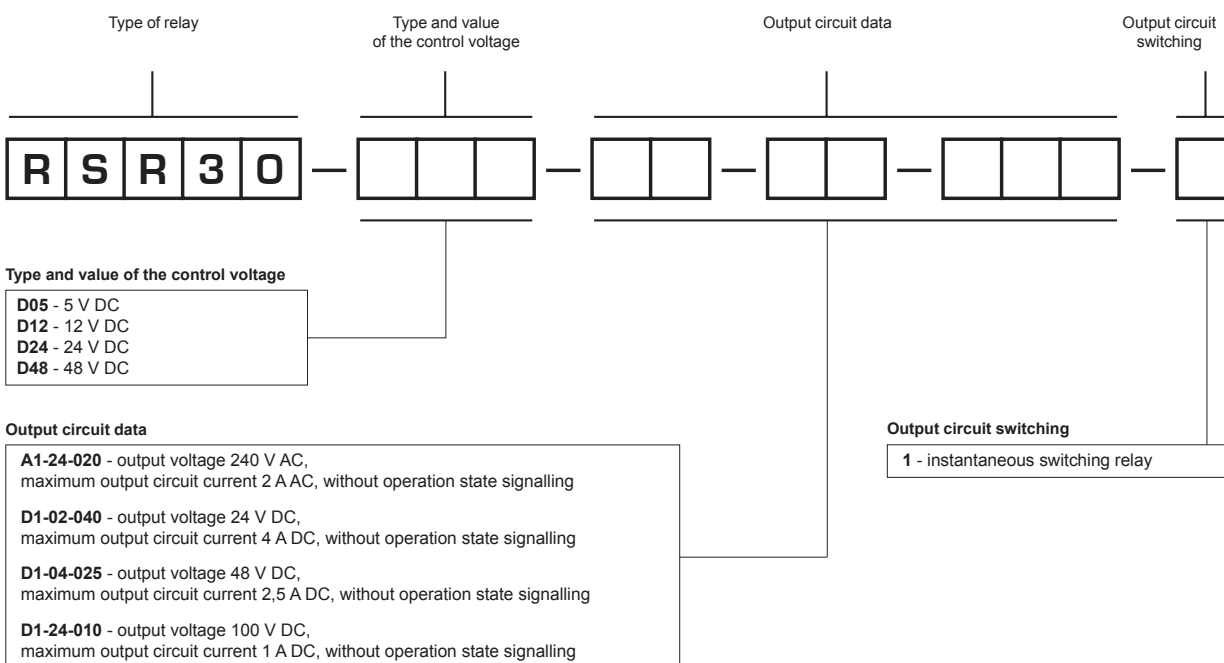 Type of relay
Type and value
of the control voltage
Output circuit data
Output circuit
switching
RSR30 — — — — —
Type and value of the control voltage
D05 - 5 V DC
D12 - 12 V DC
D24 - 24 V DC
D48 - 48 V DC
Output circuit data
A1-24-020 - output voltage 240 V AC,
maximum output circuit current 2 A AC, without operation state signalling
D1-02-040 - output voltage 24 V DC,
maximum output circuit current 4 A DC, without operation state signalling
D1-04-025 - output voltage 48 V DC,
maximum output circuit current 2,5 A DC, without operation state signalling
D1-24-010 - output voltage 100 V DC,
maximum output circuit current 1 A DC, without operation state signalling
Output circuit switching
1 - instantaneous switching relay